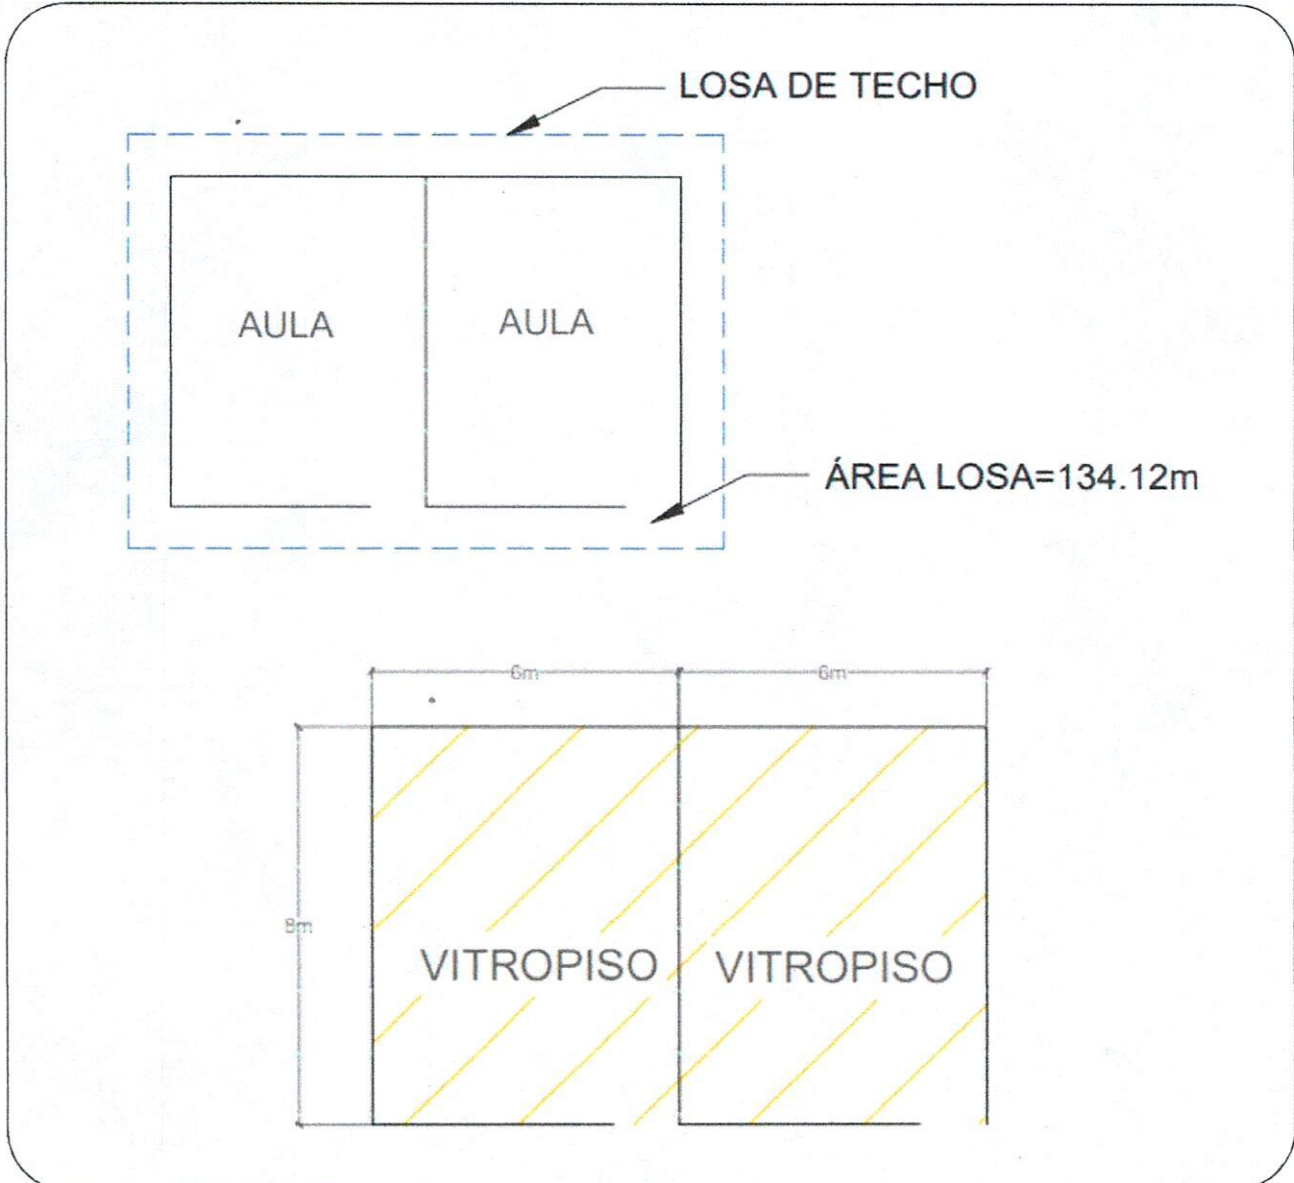 LOSA DE TECHO
AULA
AULA
ÁREA LOSA=134.12m
6m
6m
8m
VITROPISO
VITROPISO